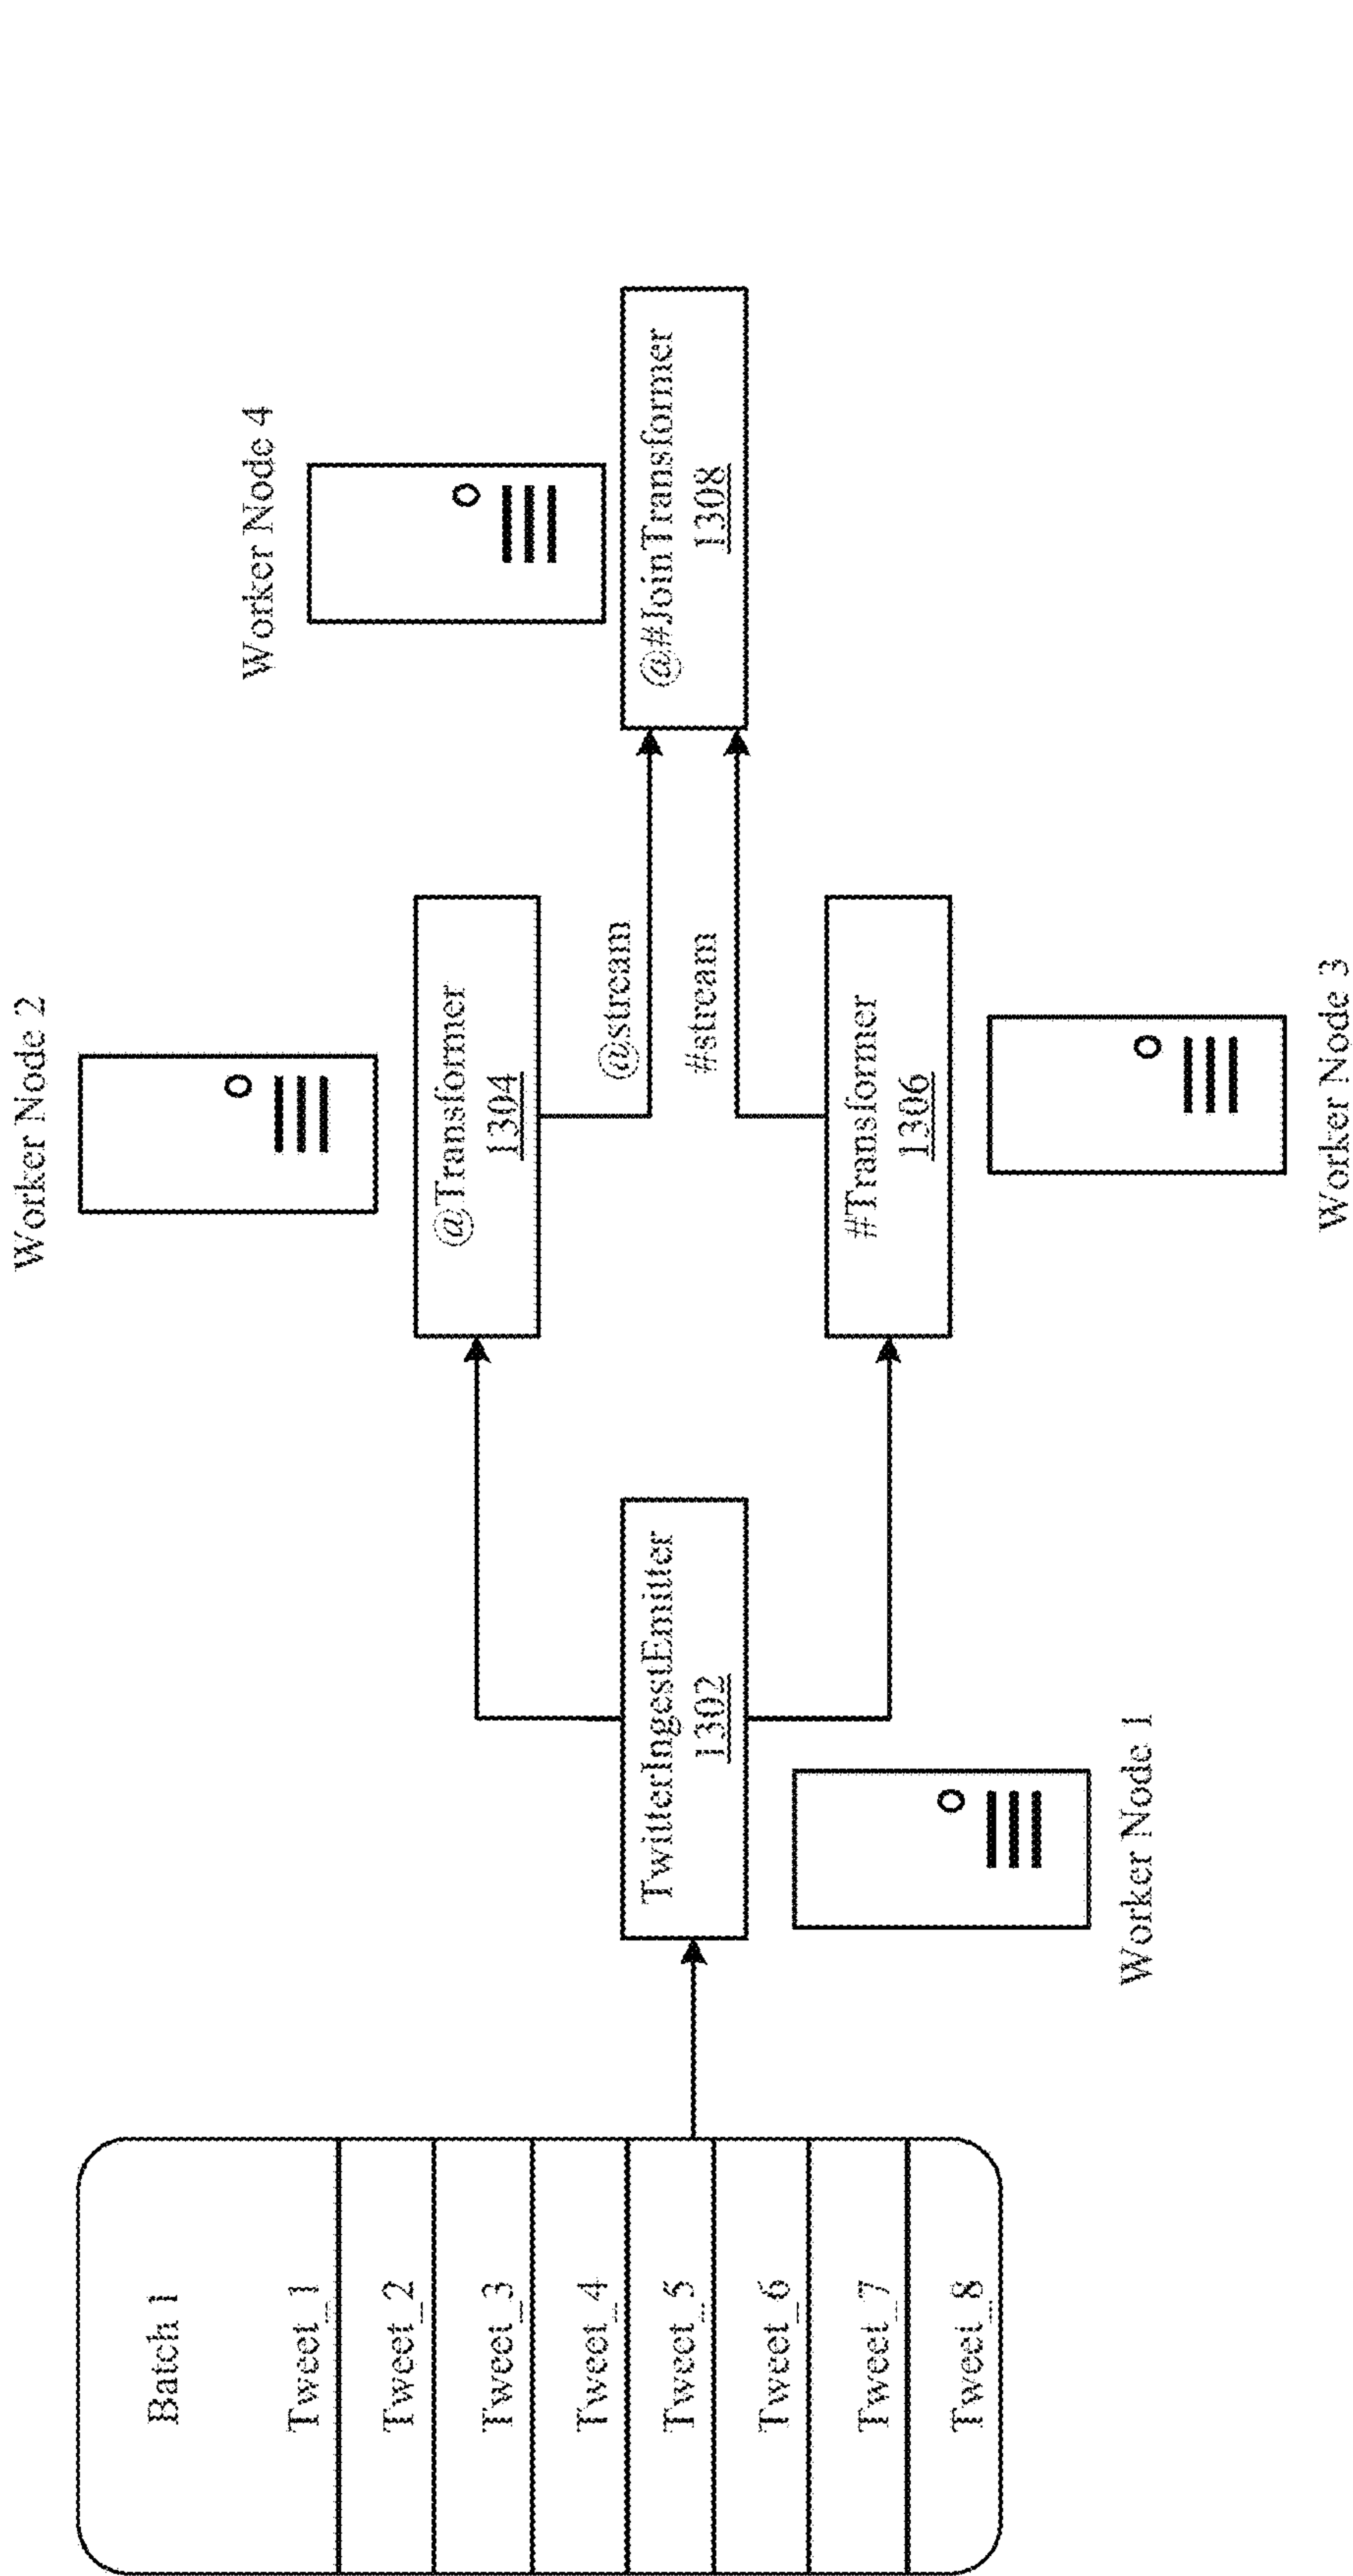 Batch 1
Tweet_1
Tweet_2
Tweet_3
Tweet_4
Tweet_5
Tweet_6
Tweet_7
Tweet_8
TwitterIngestEmitter
1302
Worker Node 1
Worker Node 2
@Transformer
1304
@stream
#stream
#Transformer
1306
Worker Node 3
Worker Node 4
@#JoinTransformer
1308